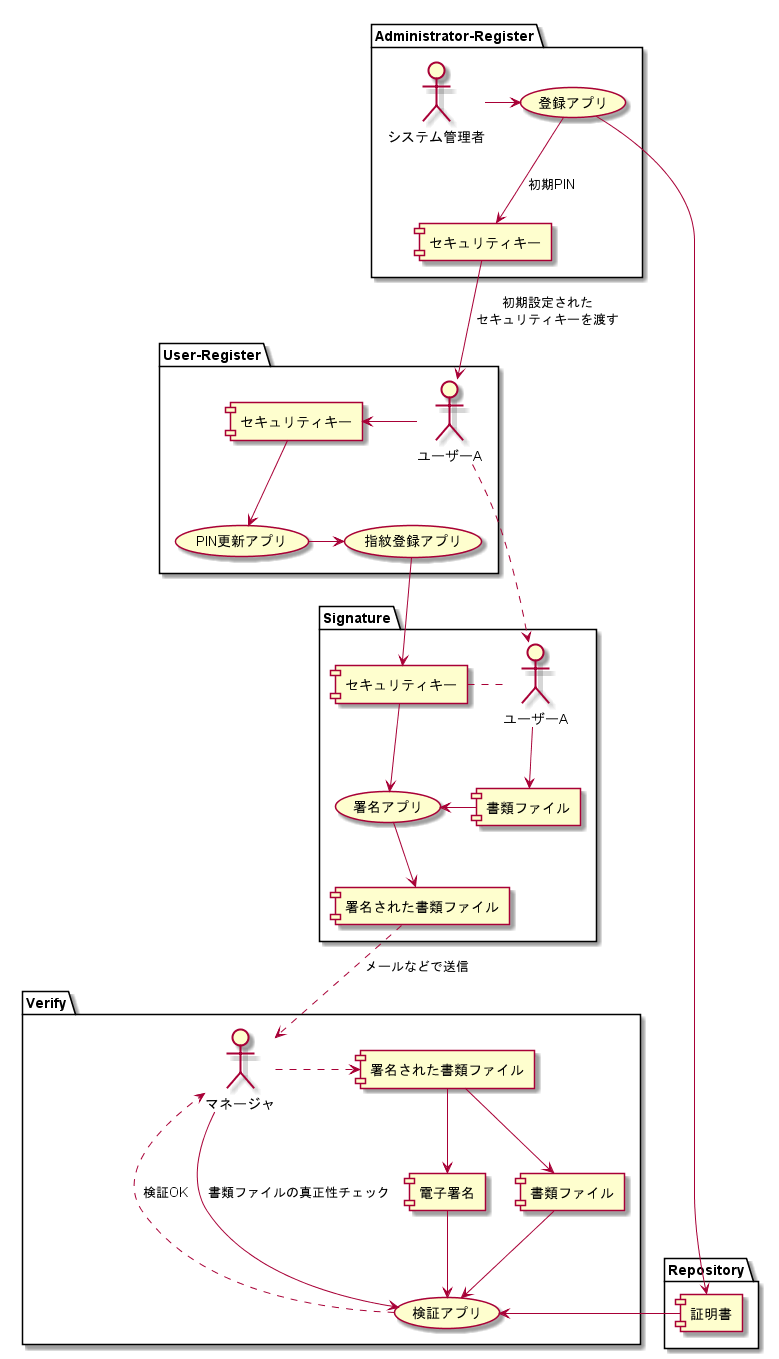 Administrator-Register
システム管理者
登録アプリ
初期PIN
セキュリティキー
初期設定された
セキュリティキーを渡す
User-Register
セキュリティキー
ユーザーA
PIN更新アプリ
指紋登録アプリ
Signature
セキュリティキー
ユーザーA
署名アプリ
書類ファイル
署名された書類ファイル
メールなどで送信
Verify
マネージャ
署名された書類ファイル
検証OK
書類ファイルの真正性チェック
電子署名
書類ファイル
検証アプリ
Repository
証明書